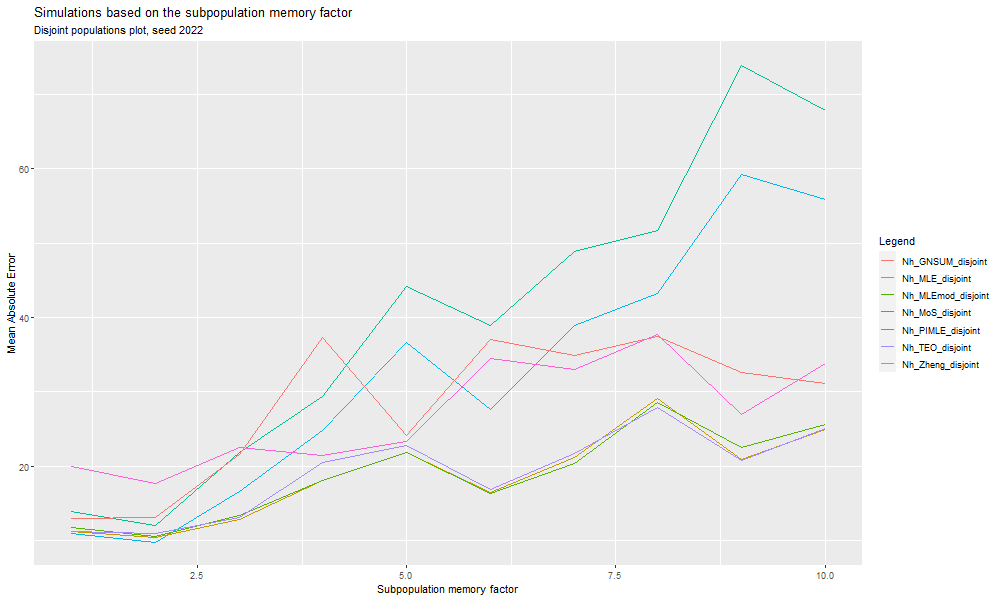 Simulations based on the subpopulation memory factor
Disjoint populations plot, seed 2022
Mean Absolute Error
60
40
20
2.5
5.0
7.5
10.0
Subpopulation memory factor
Legend
Nh_GNSUM_disjoint
Nh_MLE_disjoint
Nh_MLEmod_disjoint
Nh_MoS_disjoint
Nh_PIMLE_disjoint
Nh_TEO_disjoint
Nh_Zheng_disjoint